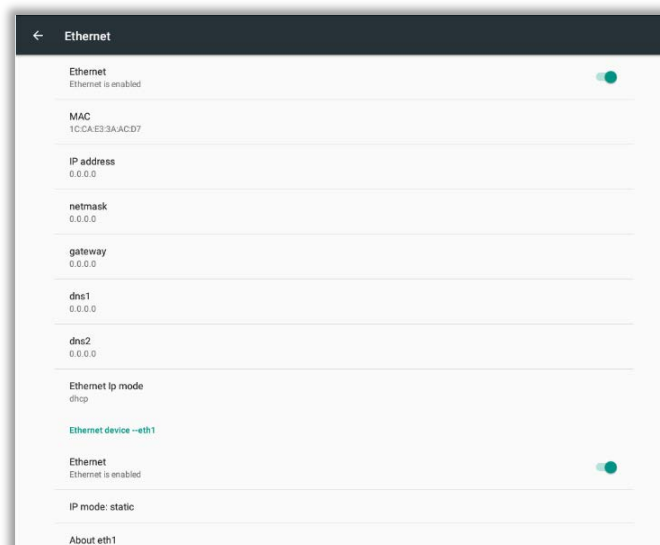 Ethernet
Ethernet
Ethernet is enabled
MAC
1C:CA:E3:3A:AC:D7
IP address
0.0.0.0
netmask
0.0.0.0
gateway
0.0.0.0
dns1
0.0.0.0
dns2
0.0.0.0
Ethernet Ip mode
dhcp
Ethernet device --eth1
Ethernet
Ethernet is enabled
IP mode: static
About eth1